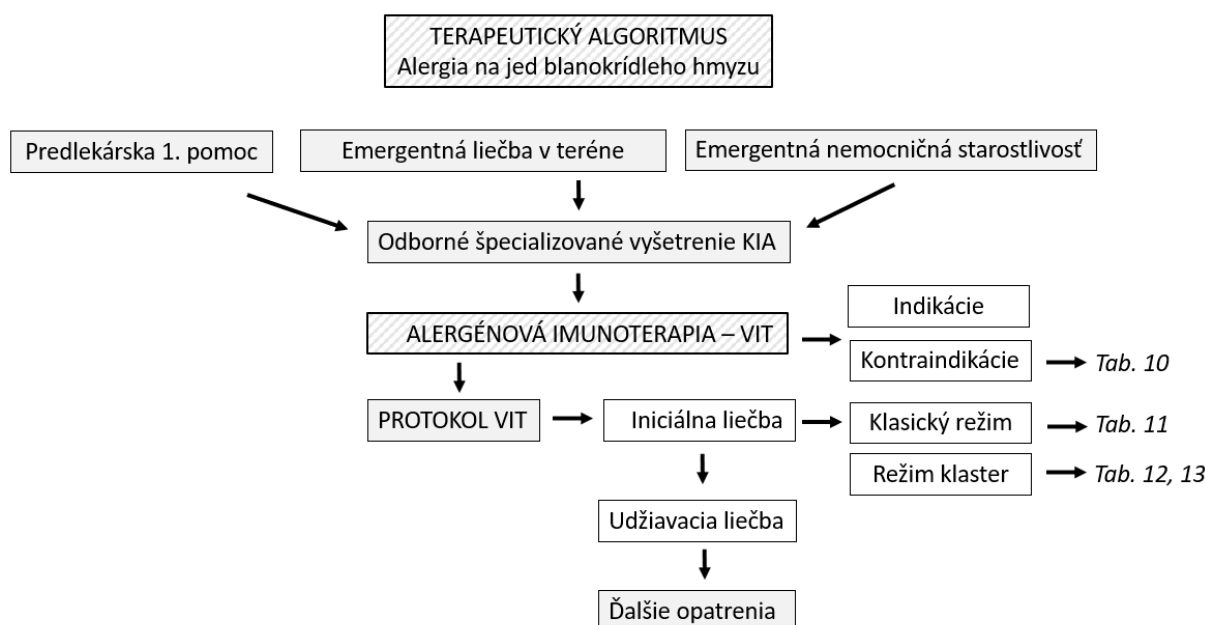 TERAPEUTICKÝ ALGORITMUS
Alergia na jed blanokrídleho hmyzu
Predlekárska 1. pomoc
Emergentná liečba v teréne
Emergentná nemocničná starostlivosť
Odborné špecializované vyšetrenie KIA
ALERGÉNOVÁ IMUNOTERAPIA – VIT
Indikácie
Kontraindikácie
Tab. 10
PROTOKOL VIT
Iniciálna liečba
Klasický režim
Tab. 11
Režim klaster
Tab. 12, 13
Udžiavacia liečba
Ďalšie opatrenia